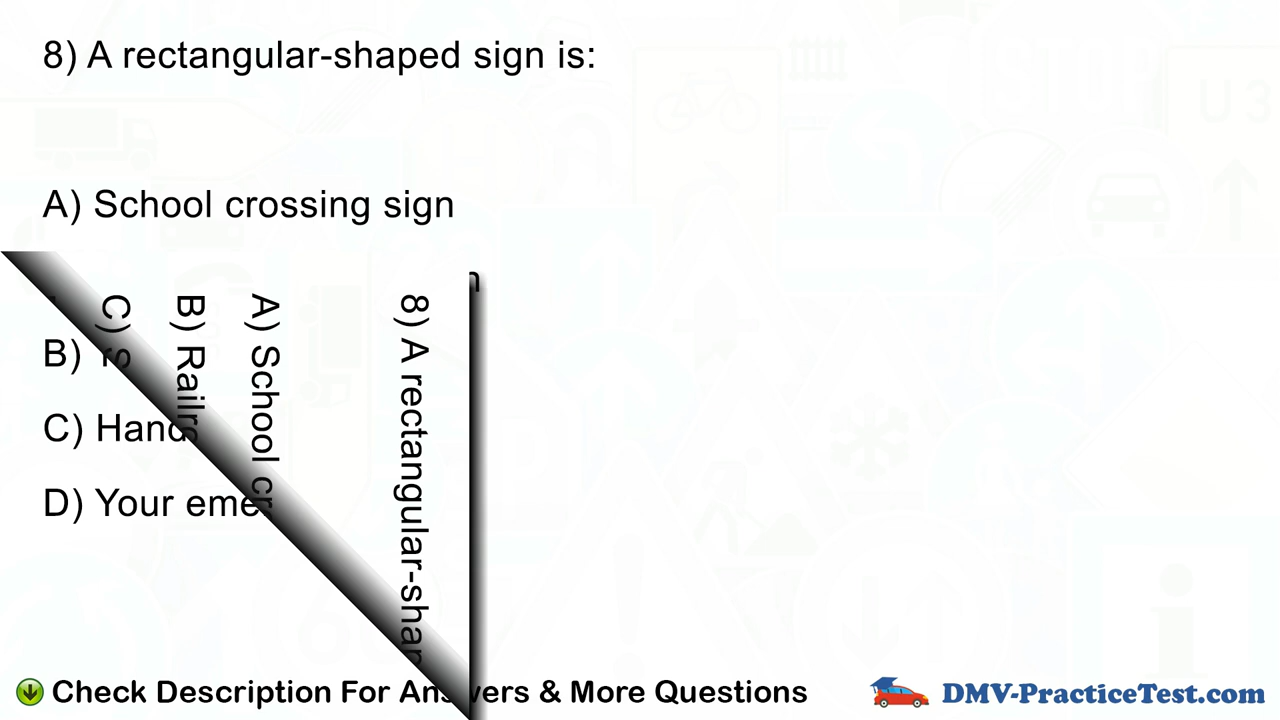 8) A rectangular-shaped sign is:
A) School crossing sign
C)
B) Railr
A) School cr
8) A rectangular-shap
B)
C) Hand
D) Your eme
Check Description For Answers & More Questions
DMV-PracticeTest.com
U 3